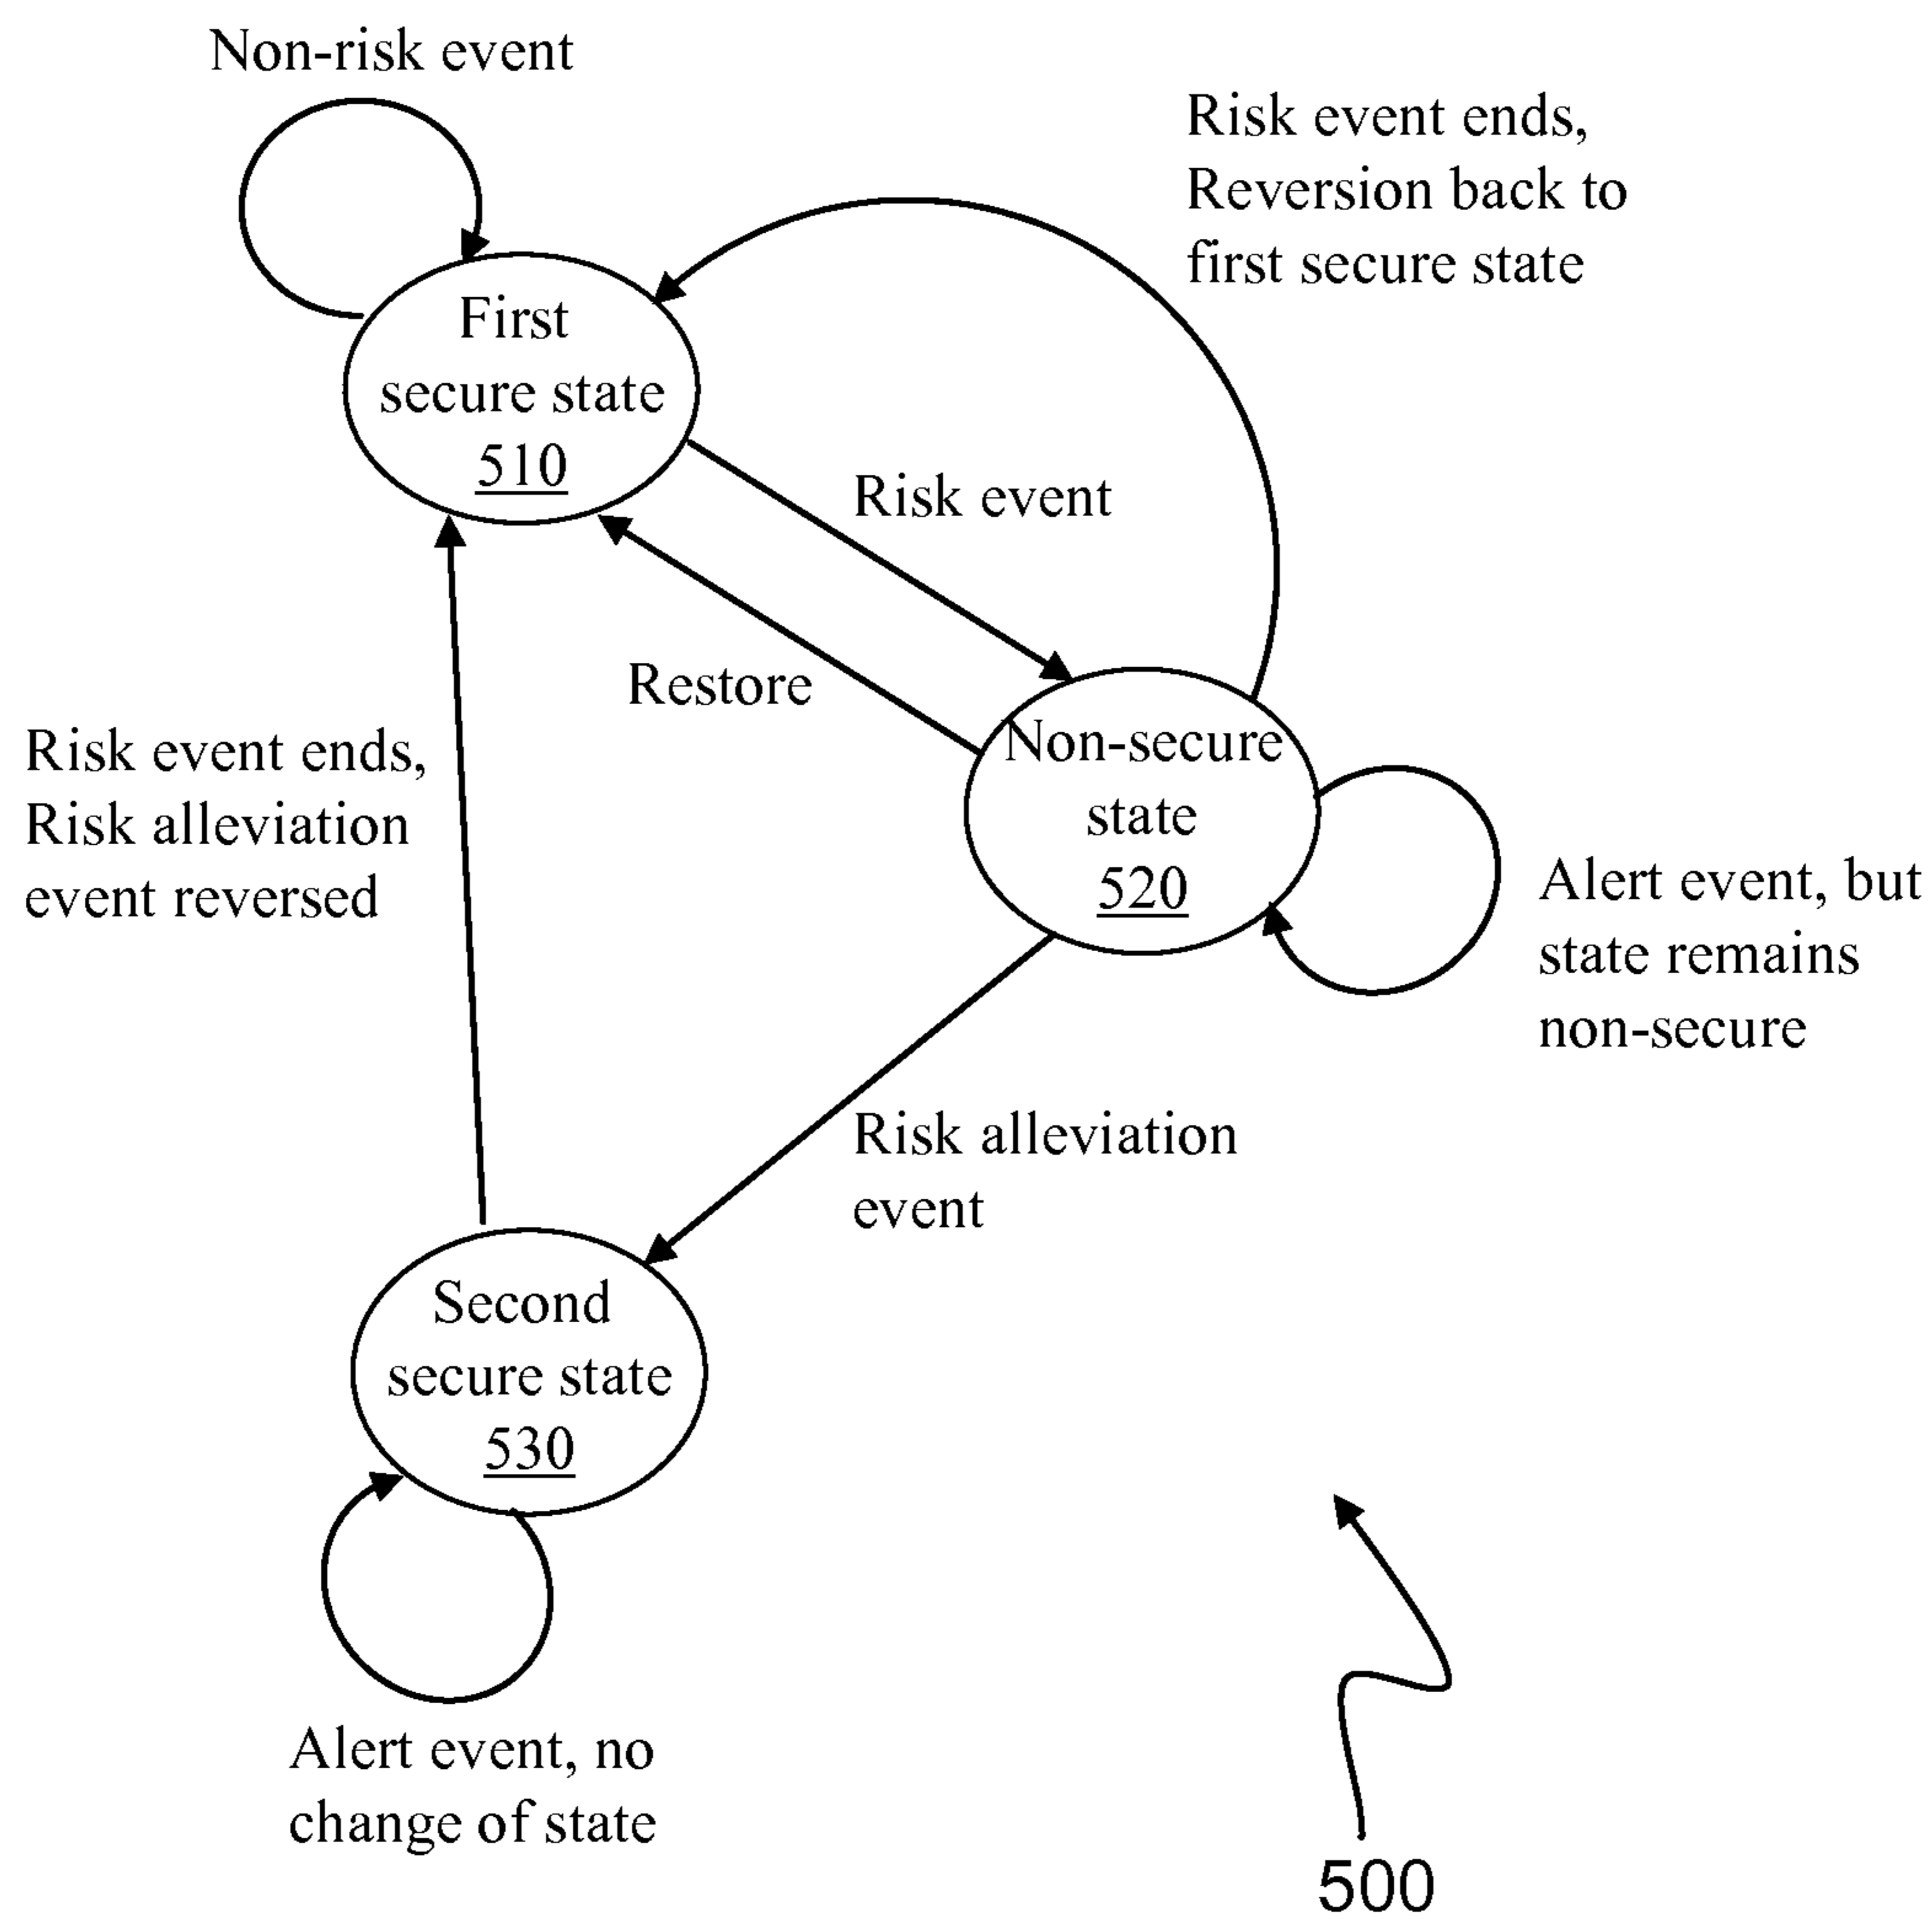 Non-risk event
Risk event ends,
Reversion back to
first secure state
First
secure state
510
Risk event
Restore
Non-secure
state
520
Risk event ends,
Risk alleviation
event reversed
Alert event, but
state remains
non-secure
Risk alleviation
event
Second
secure state
530
Alert event, no
change of state
500